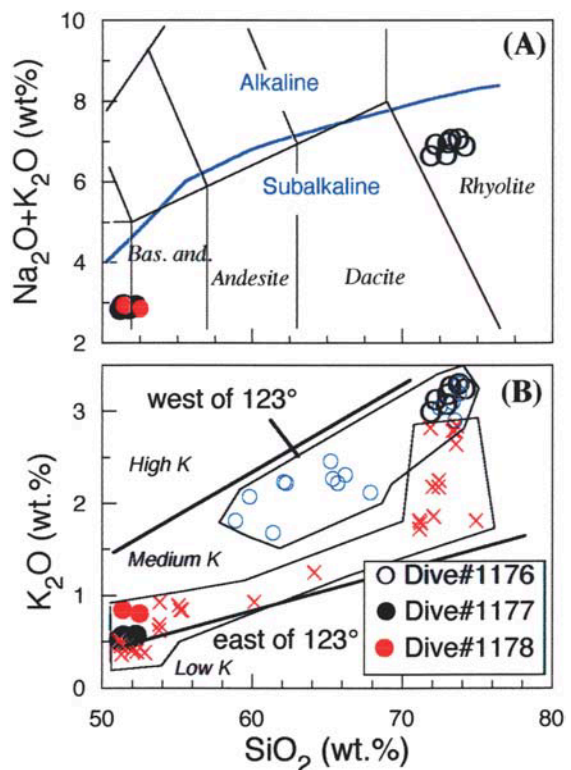 10
(A)
Alkaline
8
Na₂O+K₂O (wt%)
6
Subalkaline
Rhyolite
Bas. and.
4
Andesite
Dacite
2
(B)
west of 123°
3
High K
K₂O (wt.%)
2
Medium K
Dive#1176
1
Dive#1177
east of 123°
Dive#1178
Low K
0
50 60 70 80
SiO₂ (wt.%)